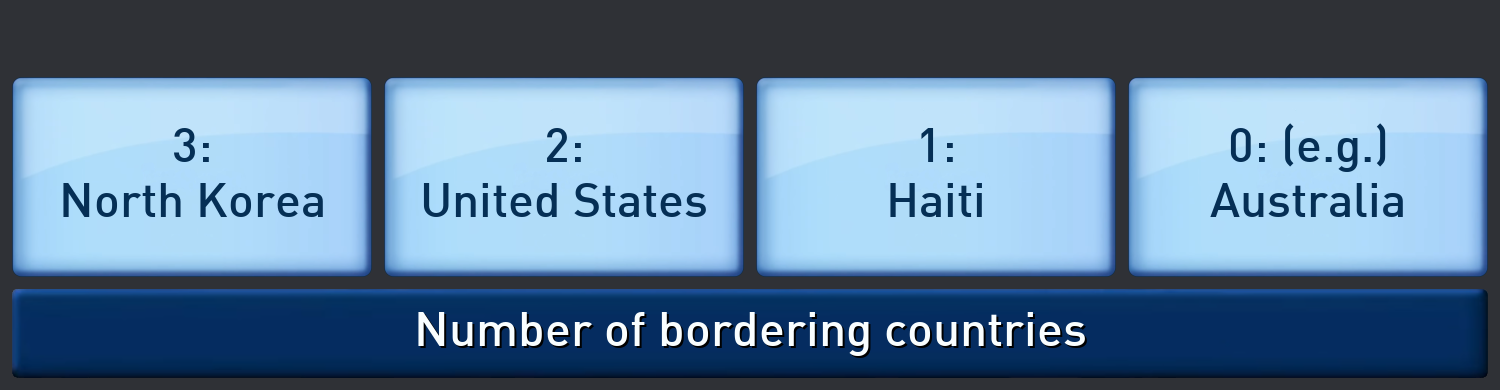 3:
North Korea
2:
United States
1:
Haiti
0: (e.g.)
Australia
Number of bordering countries